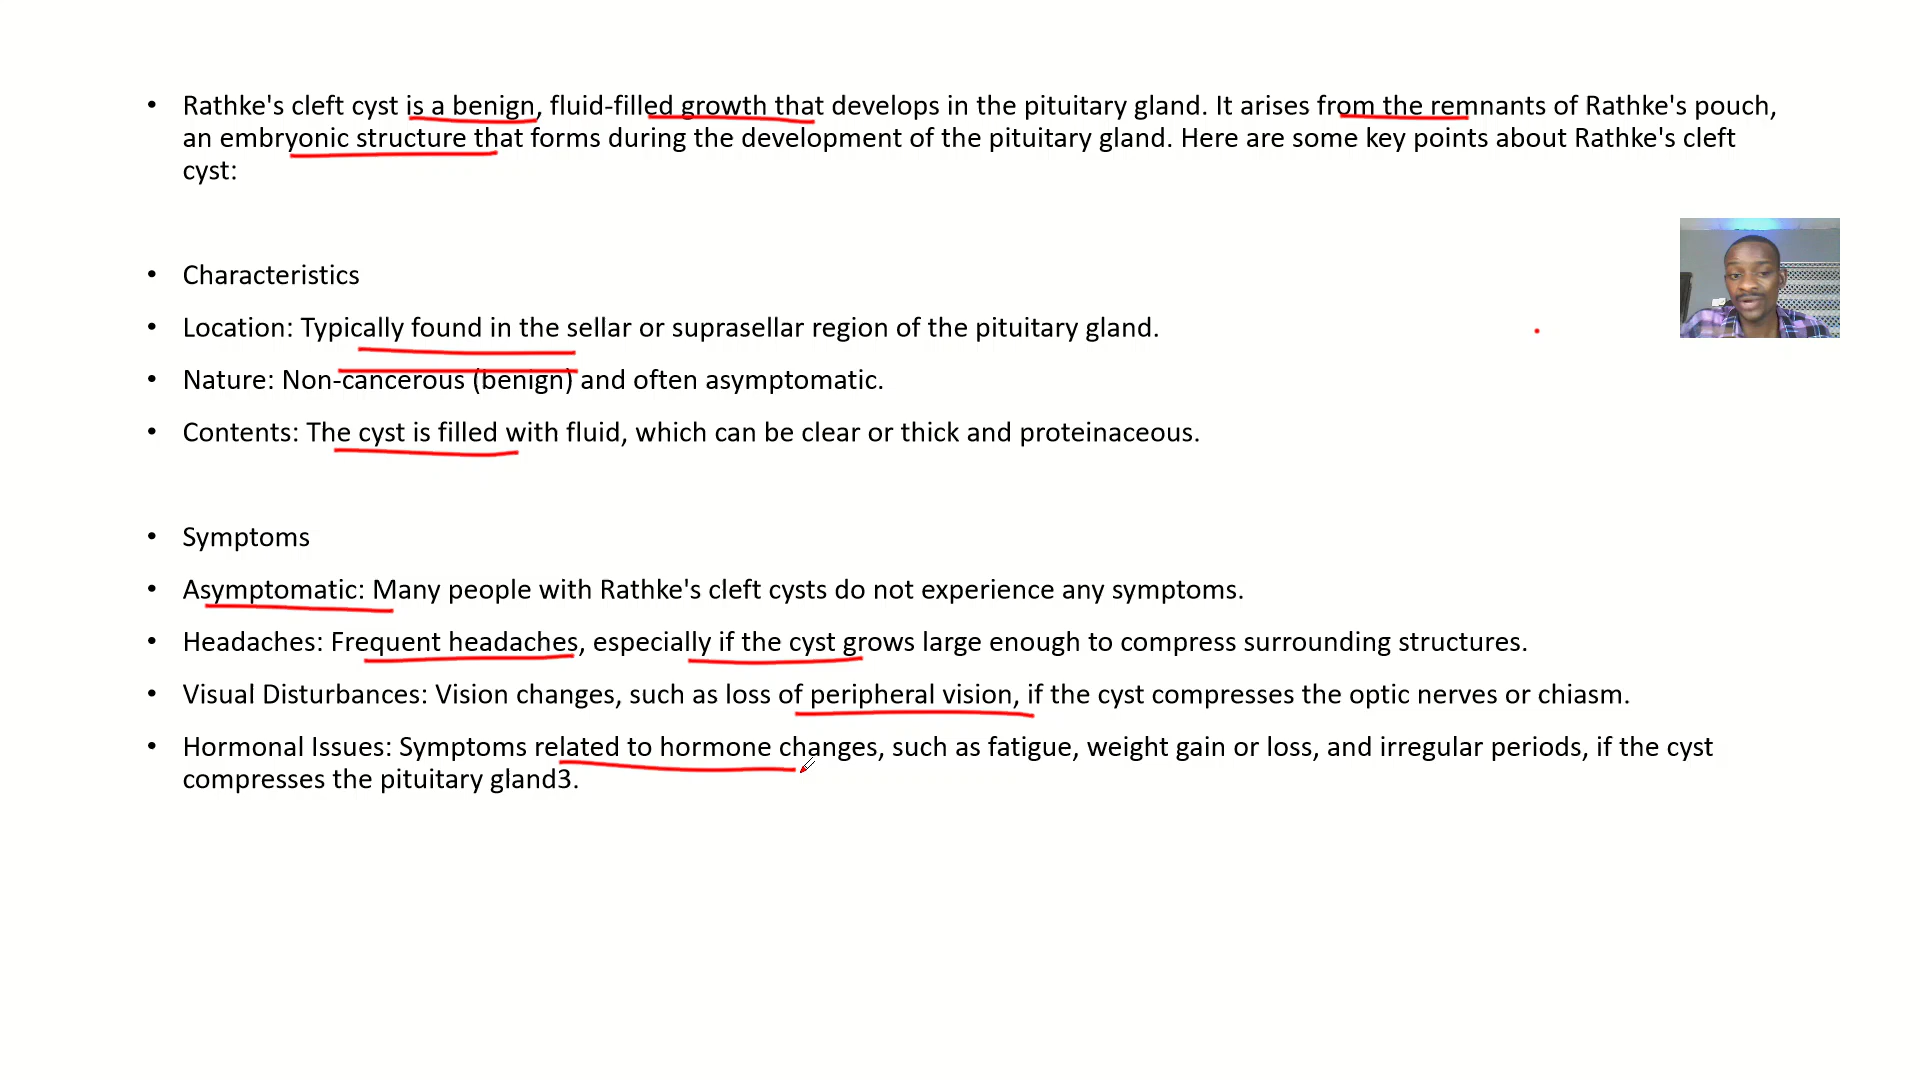 • Rathke's cleft cyst is a benign, fluid-filled growth that develops in the pituitary gland. It arises from the remnants of Rathke's pouch,
an embryonic structure that forms during the development of the pituitary gland. Here are some key points about Rathke's cleft
cyst:
• Characteristics
• Location: Typically found in the sellar or suprasellar region of the pituitary gland.
• Nature: Non-cancerous (benign) and often asymptomatic.
• Contents: The cyst is filled with fluid, which can be clear or thick and proteinaceous.
• Symptoms
• Asymptomatic: Many people with Rathke's cleft cysts do not experience any symptoms.
• Headaches: Frequent headaches, especially if the cyst grows large enough to compress surrounding structures.
• Visual Disturbances: Vision changes, such as loss of peripheral vision, if the cyst compresses the optic nerves or chiasm.
• Hormonal Issues: Symptoms related to hormone changes, such as fatigue, weight gain or loss, and irregular periods, if the cyst
compresses the pituitary gland3.